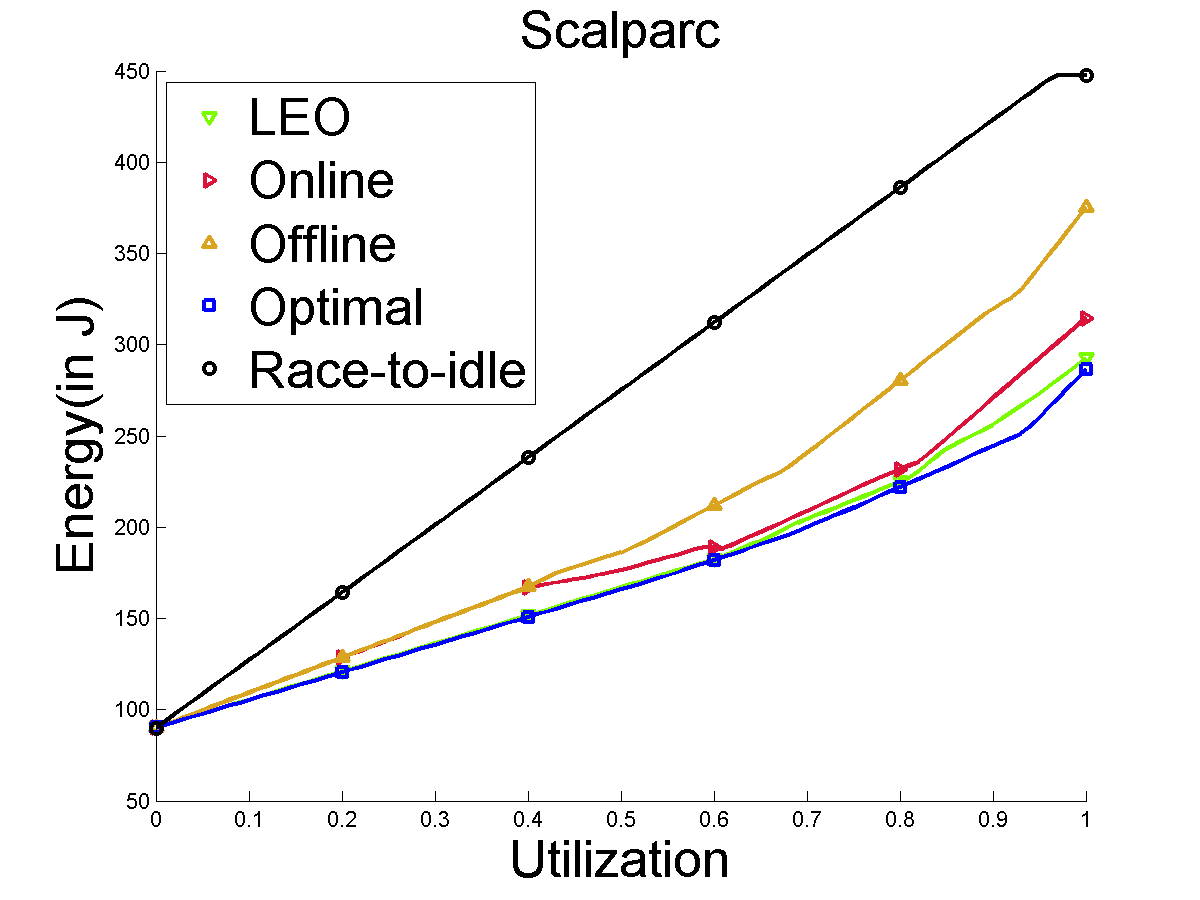 Scalparc
450
400
350
300
250
200
150
100
50
Energy(in J)
LEO
Online
Offline
Optimal
Race-to-idle
0 0.1 0.2 0.3 0.4 0.5 0.6 0.7 0.8 0.9 1
Utilization